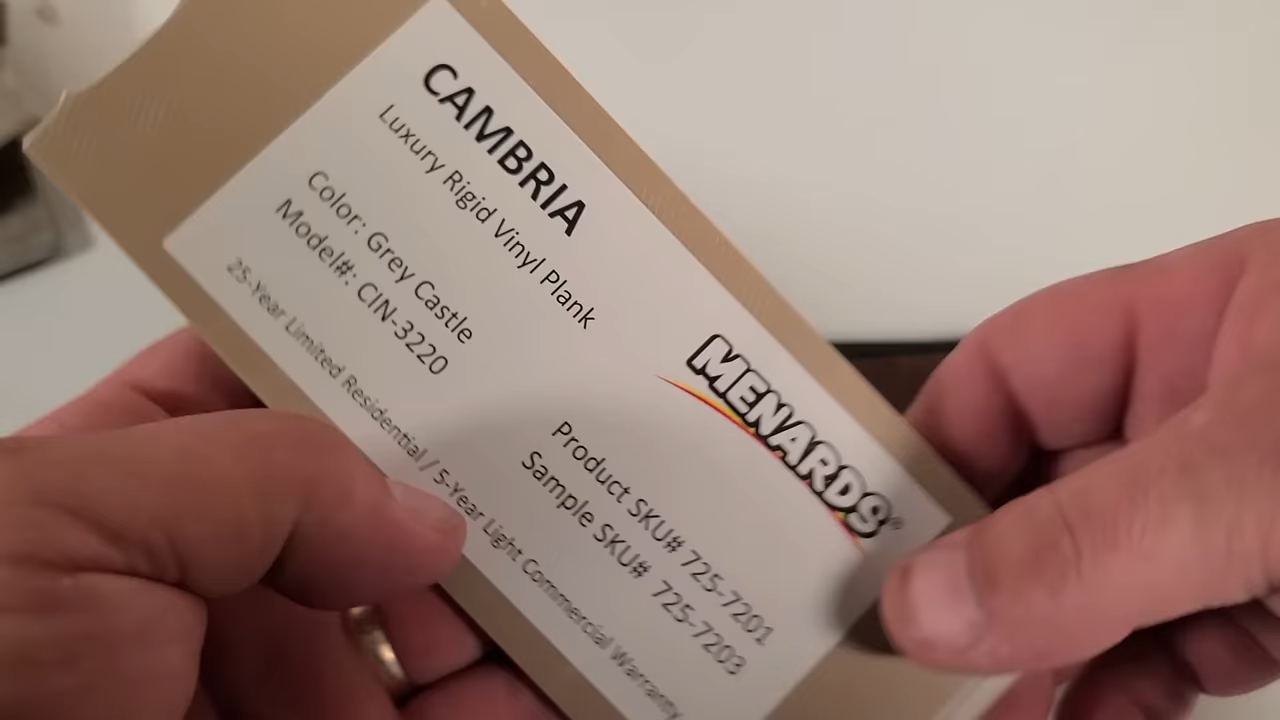 CAMBRIA
Luxury Rigid Vinyl Plank
Color: Grey Castle
Model#: CIN-3220
25-Year Limited Residential / 5-Year Light Commercial Warranty
MENARDS®
Product SKU# 725-7201
Sample SKU# 725-7203